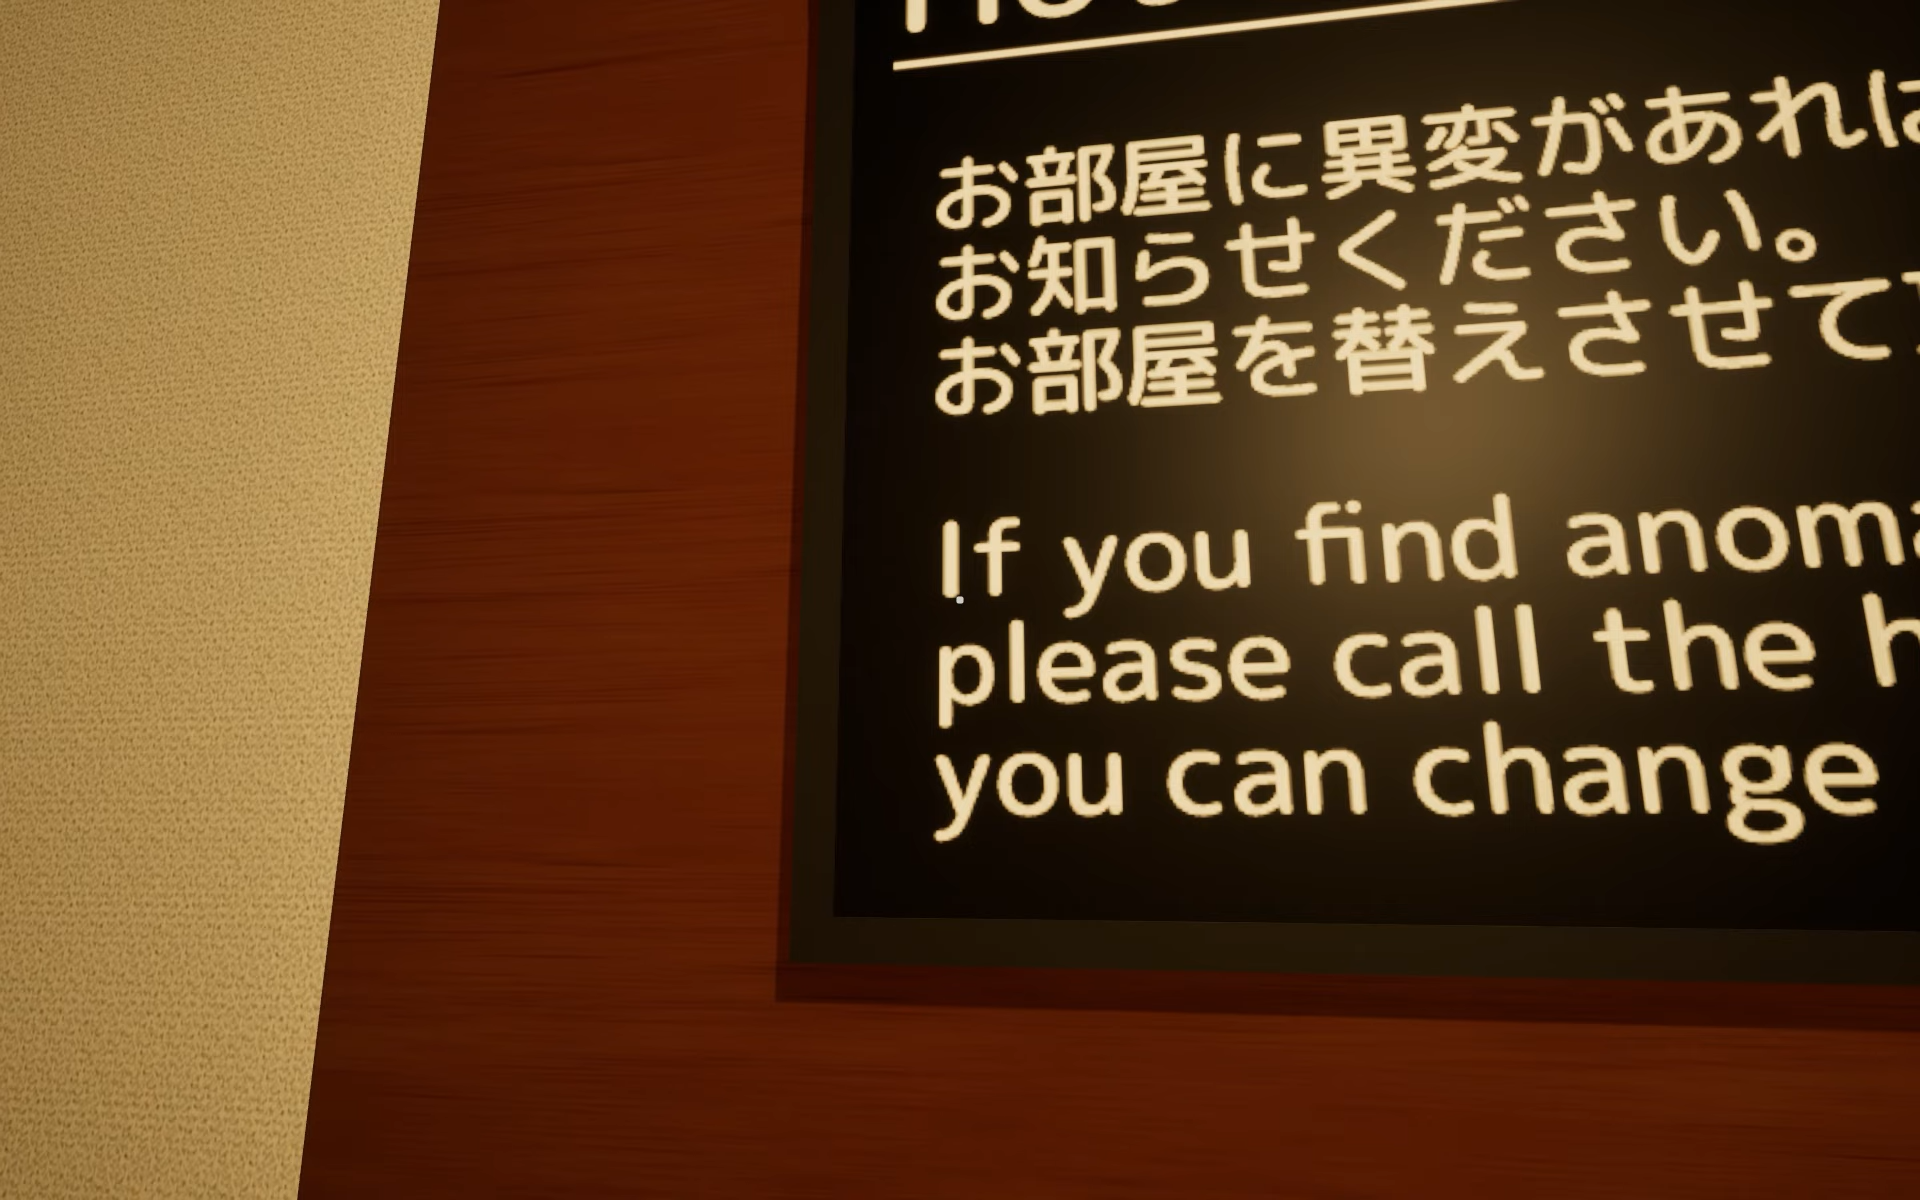 お部屋に異変があれば
お知らせください。
お部屋を替えさせて
If you find
please call the
you can change